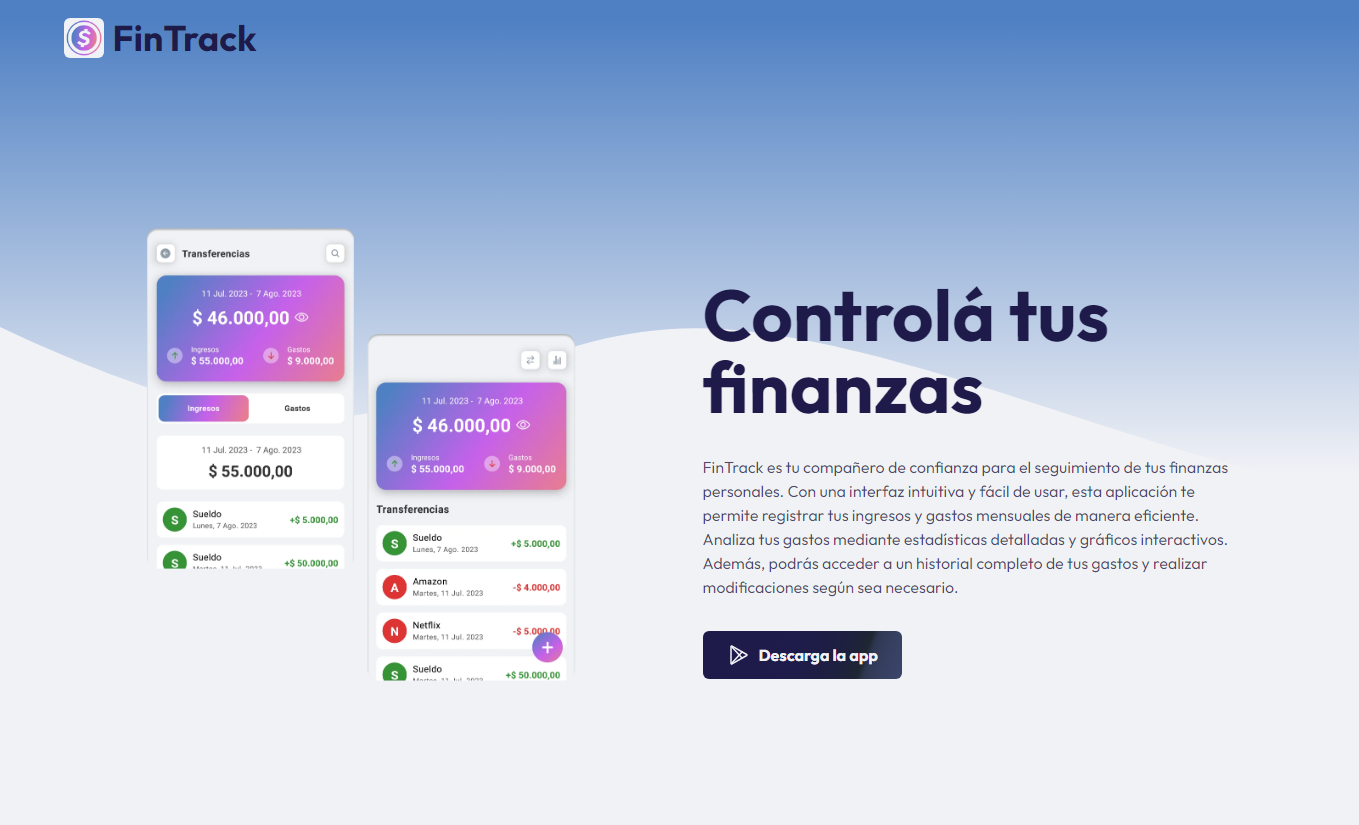 FinTrack
Transferencias
11 Jul. 2023 - 7 Ago. 2023
$ 46.000,00
Ingresos
$ 55.000,00
Gastos
$ 9.000,00
Ingresos
Gastos
11 Jul. 2023 - 7 Ago. 2023
$ 55.000,00
S
Sueldo
Lunes, 7 Ago. 2023
+$ 5.000,00
S
Sueldo
Martes, 11 Jul. 2023
+$ 50.000,00
11 Jul. 2023 - 7 Ago. 2023
$ 46.000,00
Ingresos
$ 55.000,00
Gastos
$ 9.000,00
Transferencias
S
Sueldo
Lunes, 7 Ago. 2023
+$ 5.000,00
A
Amazon
Martes, 11 Jul. 2023
-$ 4.000,00
N
Netflix
Martes, 11 Jul. 2023
-$ 5.000,00
S
Sueldo
Martes, 11 Jul. 2023
+$ 50.000,00
Controlá tus
finanzas
FinTrack es tu compañero de confianza para el seguimiento de tus finanzas
personales. Con una interfaz intuitiva y fácil de usar, esta aplicación te
permite registrar tus ingresos y gastos mensuales de manera eficiente.
Analiza tus gastos mediante estadísticas detalladas y gráficos interactivos.
Además, podrás acceder a un historial completo de tus gastos y realizar
modificaciones según sea necesario.
Descarga la app